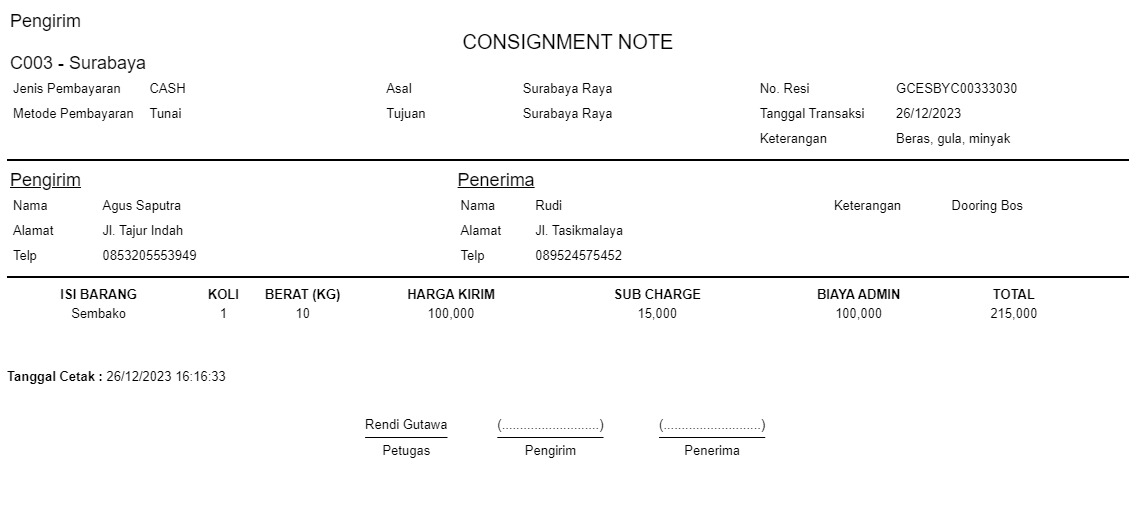 Pengirim
CONSIGNMENT NOTE
C003 - Surabaya
Jenis Pembayaran CASH Asal Surabaya Raya No. Resi GCESBYC00333030
Metode Pembayaran Tunai Tujuan Surabaya Raya Tanggal Transaksi 26/12/2023
Keterangan Beras, gula, minyak
Pengirim Penerima
Nama Agus Saputra Nama Rudi Keterangan Dooring Bos
Alamat Jl. Tajur Indah Alamat Jl. Tasikmalaya
Telp 0853205553949 Telp 089524575452
ISI BARANG KOLI BERAT (KG) HARGA KIRIM SUB CHARGE BIAYA ADMIN TOTAL
Sembako 1 10 100,000 15,000 100,000 215,000
Tanggal Cetak : 26/12/2023 16:16:33
Rendi Gutawa (...........................) (...........................)
Petugas Pengirim Penerima